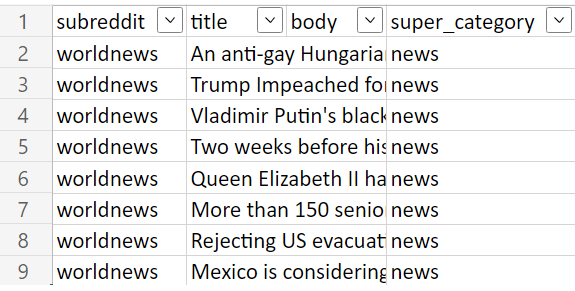 1 subreddit title body super_category
2 worldnews An anti-gay Hungaria news
3 worldnews Trump Impeached fo news
4 worldnews Vladimir Putin's black news
5 worldnews Two weeks before his news
6 worldnews Queen Elizabeth II ha news
7 worldnews More than 150 senio news
8 worldnews Rejecting US evacuat news
9 worldnews Mexico is considering news